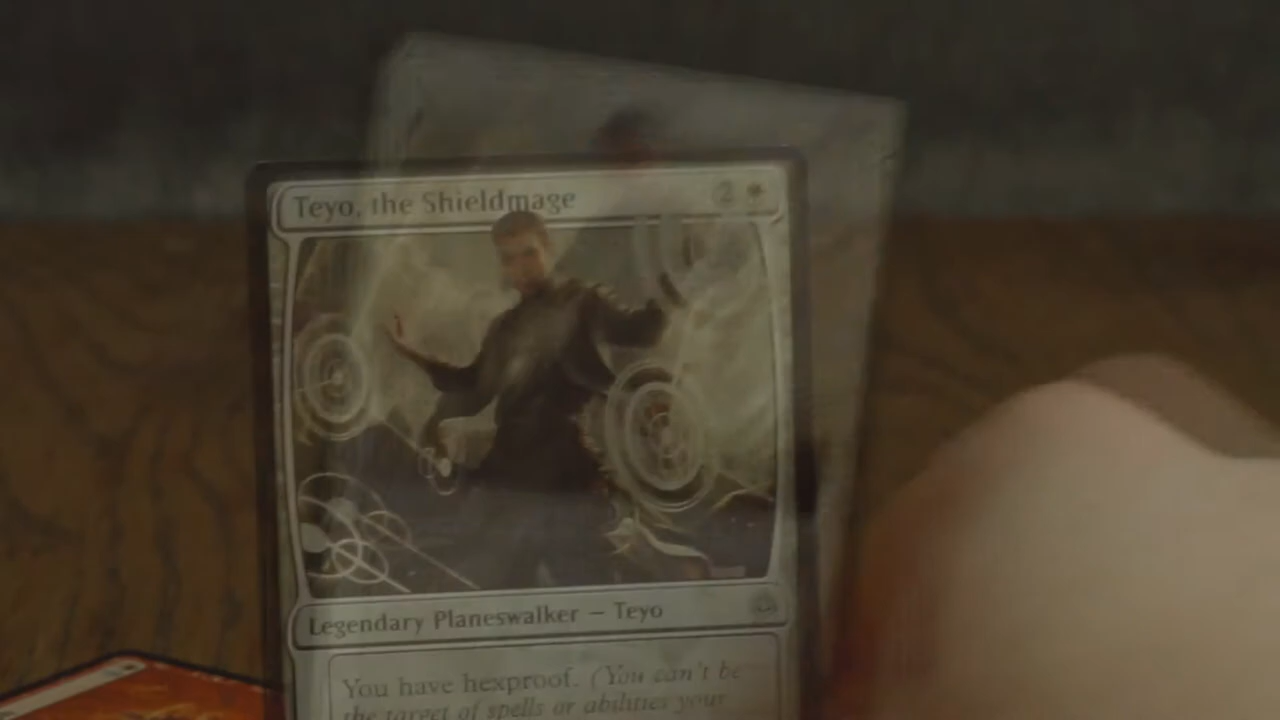 Teyo, the Shieldmage 2
Legendary Planeswalker — Teyo
You have hexproof. (You can't be
the target of spells or abilities your